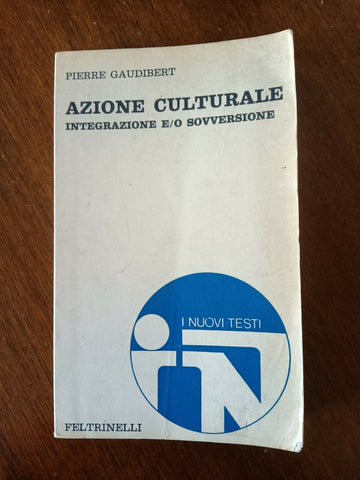 PIERRE GAUDIBERT
AZIONE CULTURALE
INTEGRAZIONE E/O SOVVERSIONE
I NUOVI TESTI
FELTRINELLI